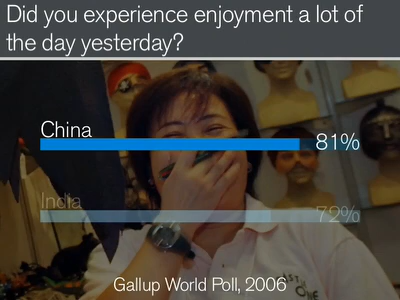 Did you experience enjoyment a lot of
the day yesterday?
China
81%
India
72%
Gallup World Poll, 2006